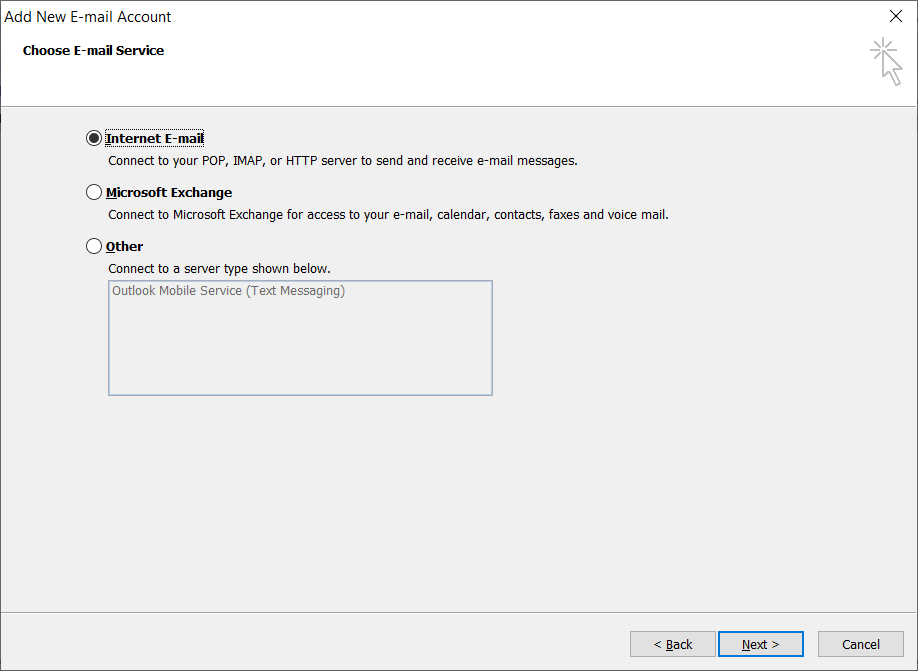 Add New E-mail Account
Choose E-mail Service
Internet E-mail
Connect to your POP, IMAP, or HTTP server to send and receive e-mail messages.
Microsoft Exchange
Connect to Microsoft Exchange for access to your e-mail, calendar, contacts, faxes and voice mail.
Other
Connect to a server type shown below.
Outlook Mobile Service (Text Messaging)
< Back
Next >
Cancel